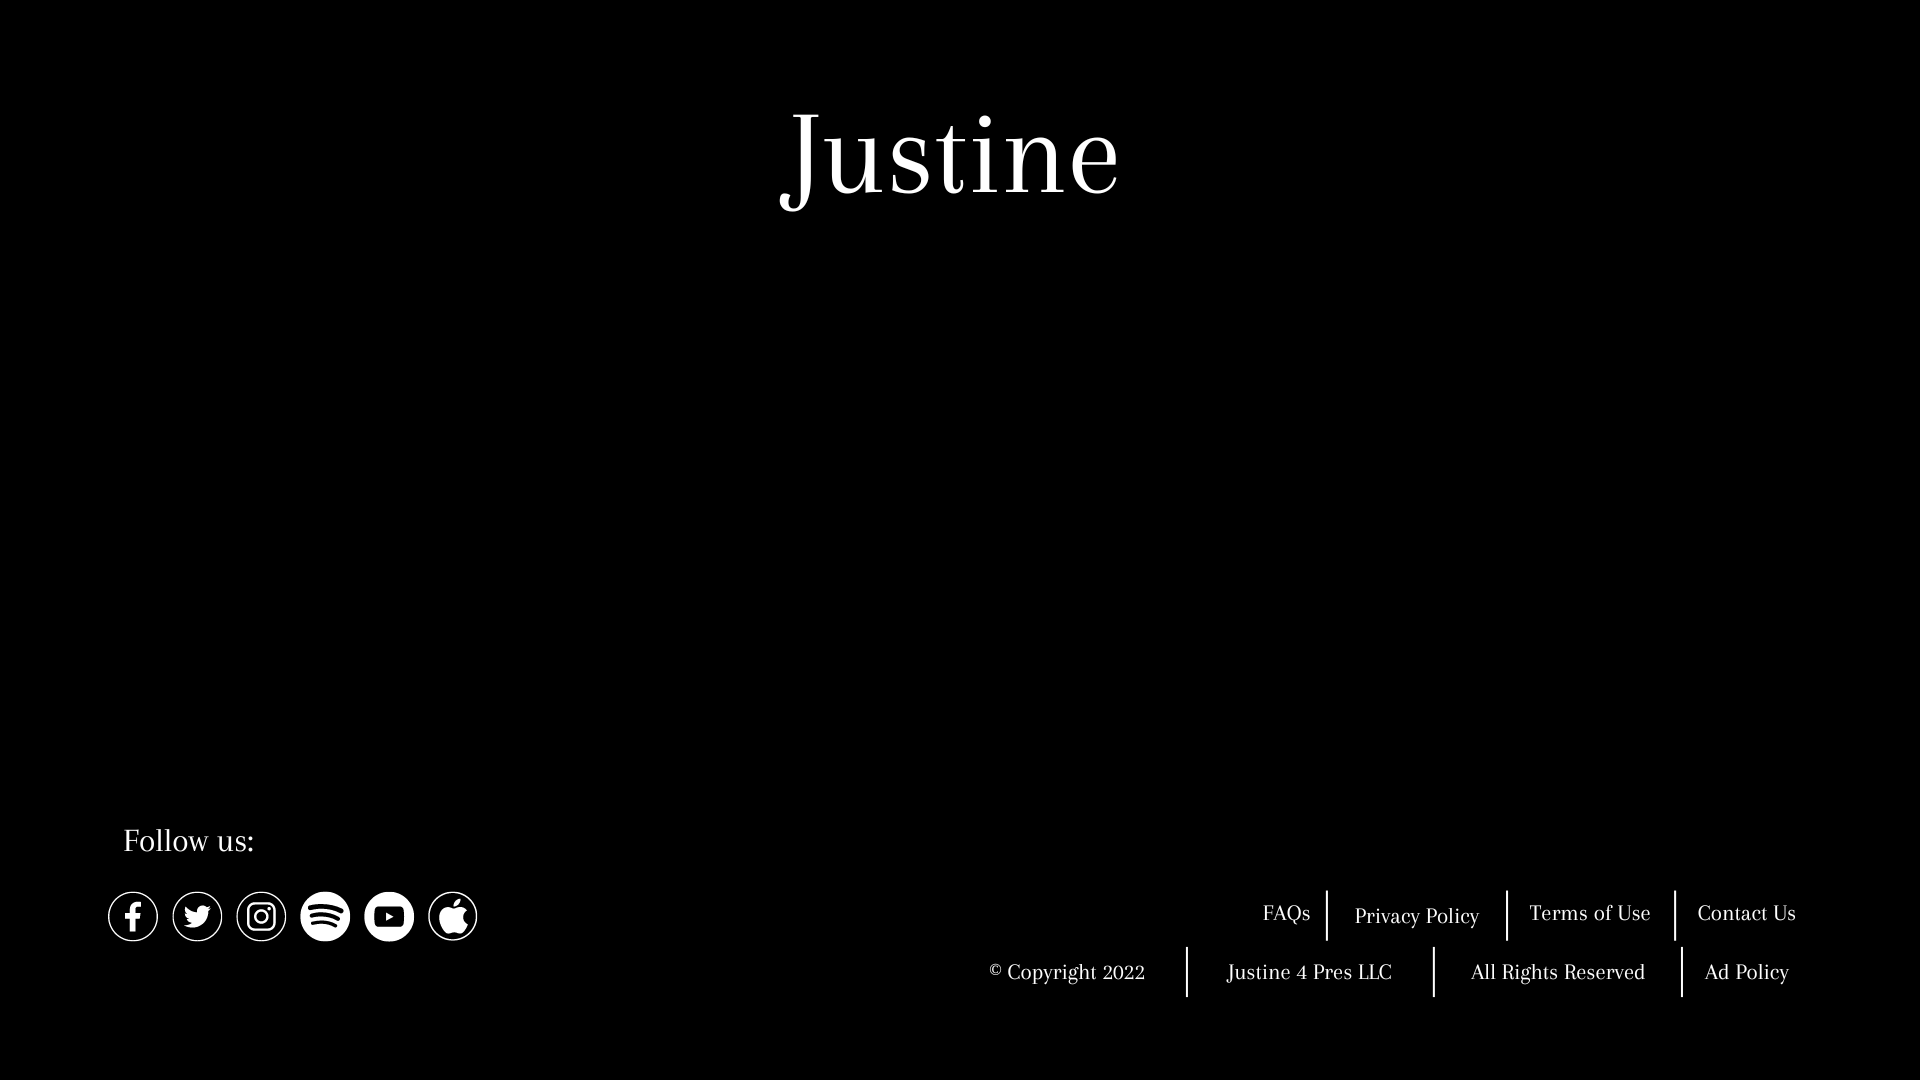 Justine
Follow us:
FAQs Privacy Policy Terms of Use Contact Us
© Copyright 2022 Justine 4 Pres LLC All Rights Reserved Ad Policy